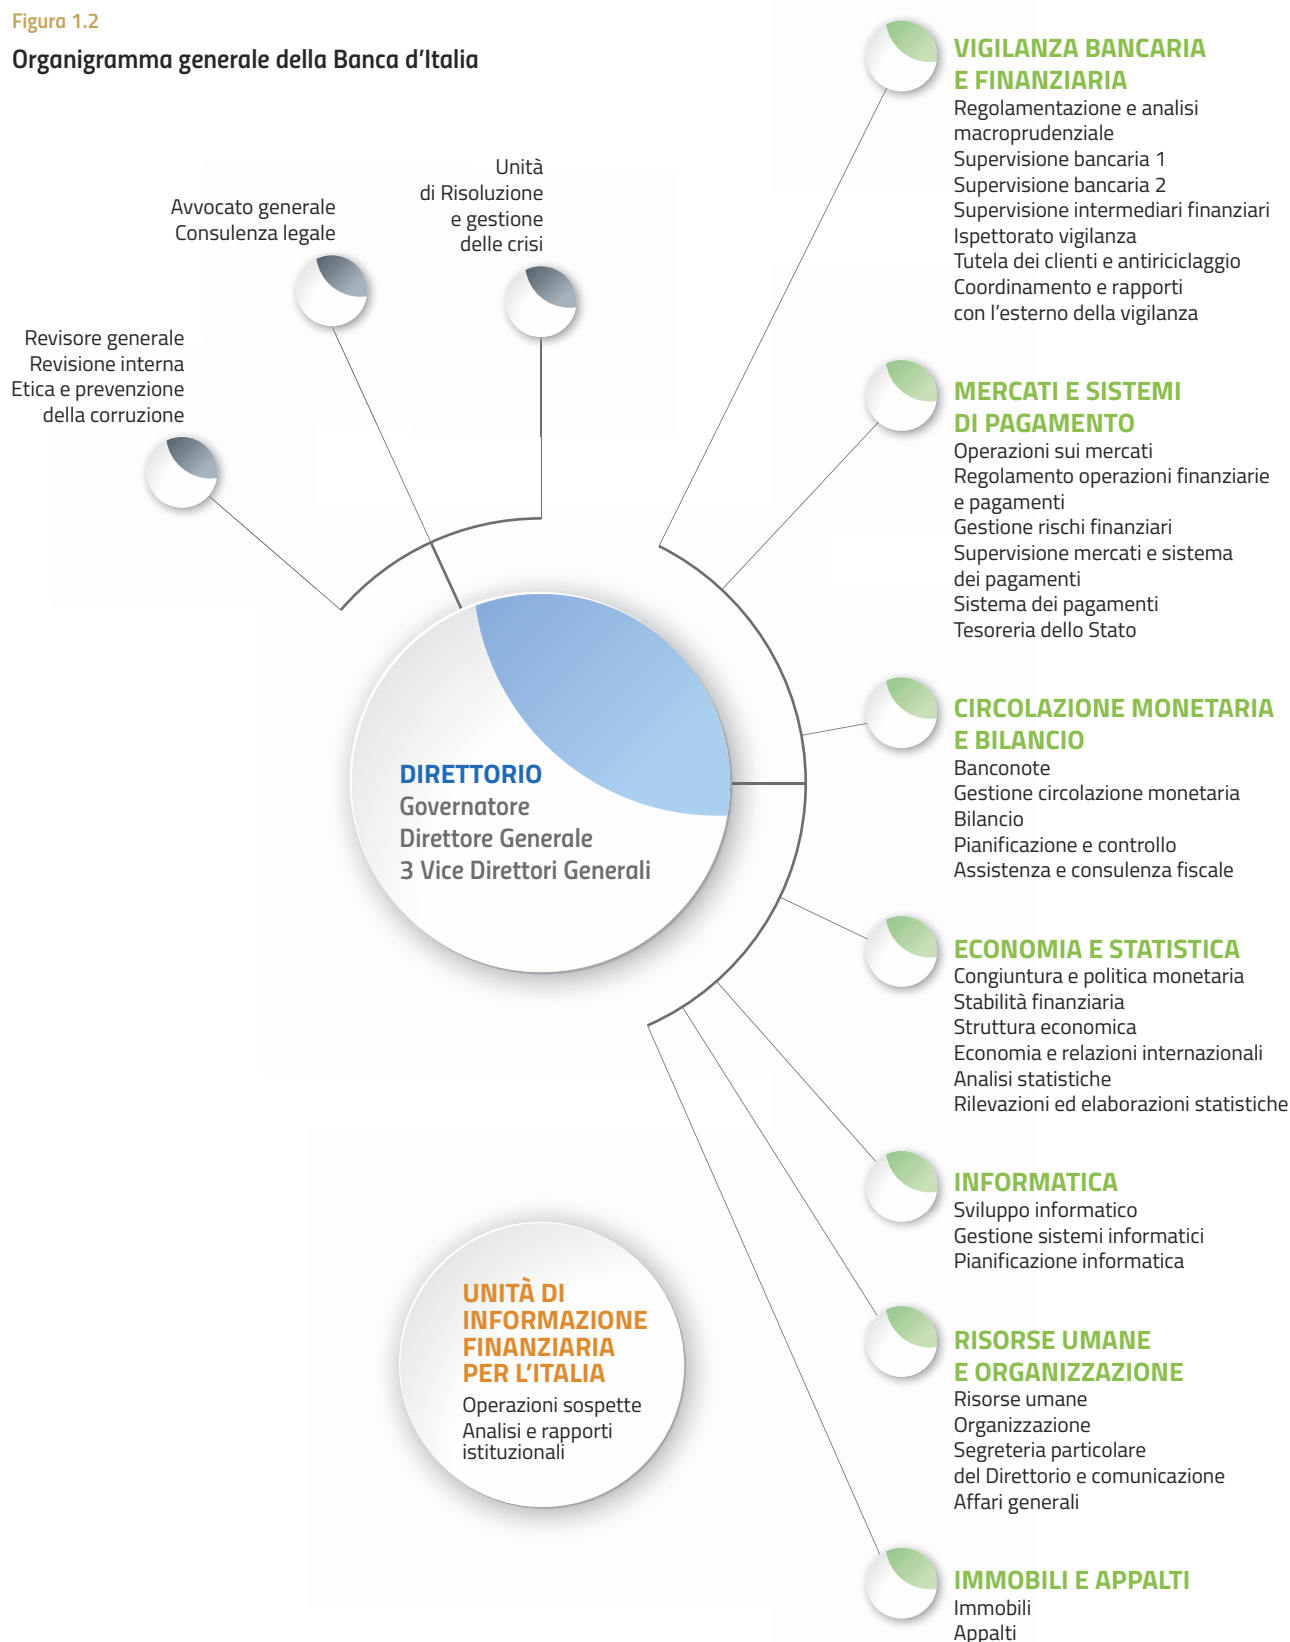 Figura 1.2
Organigramma generale della Banca d'Italia
Unità
di Risoluzione
e gestione
delle crisi
Avvocato generale
Consulenza legale
Revisore generale
Revisione interna
Etica e prevenzione
della corruzione
DIRETTORIO
Governatore
Direttore Generale
3 Vice Direttori Generali
UNITÀ DI
INFORMAZIONE
FINANZIARIA
PER L'ITALIA
Operazioni sospette
Analisi e rapporti
istituzionali
VIGILANZA BANCARIA
E FINANZIARIA
Regolamentazione e analisi
macroprudenziale
Supervisione bancaria 1
Supervisione bancaria 2
Supervisione intermediari finanziari
Ispettorato vigilanza
Tutela dei clienti e antiriciclaggio
Coordinamento e rapporti
con l'esterno della vigilanza
MERCATI E SISTEMI
DI PAGAMENTO
Operazioni sui mercati
Regolamento operazioni finanziarie
e pagamenti
Gestione rischi finanziari
Supervisione mercati e sistema
dei pagamenti
Sistema dei pagamenti
Tesoreria dello Stato
CIRCOLAZIONE MONETARIA
E BILANCIO
Banconote
Gestione circolazione monetaria
Bilancio
Pianificazione e controllo
Assistenza e consulenza fiscale
ECONOMIA E STATISTICA
Congiuntura e politica monetaria
Stabilità finanziaria
Struttura economica
Economia e relazioni internazionali
Analisi statistiche
Rilevazioni ed elaborazioni statistiche
INFORMATICA
Sviluppo informatico
Gestione sistemi informatici
Pianificazione informatica
RISORSE UMANE
E ORGANIZZAZIONE
Risorse umane
Organizzazione
Segreteria particolare
del Direttorio e comunicazione
Affari generali
IMMOBILI E APPALTI
Immobili
Appalti